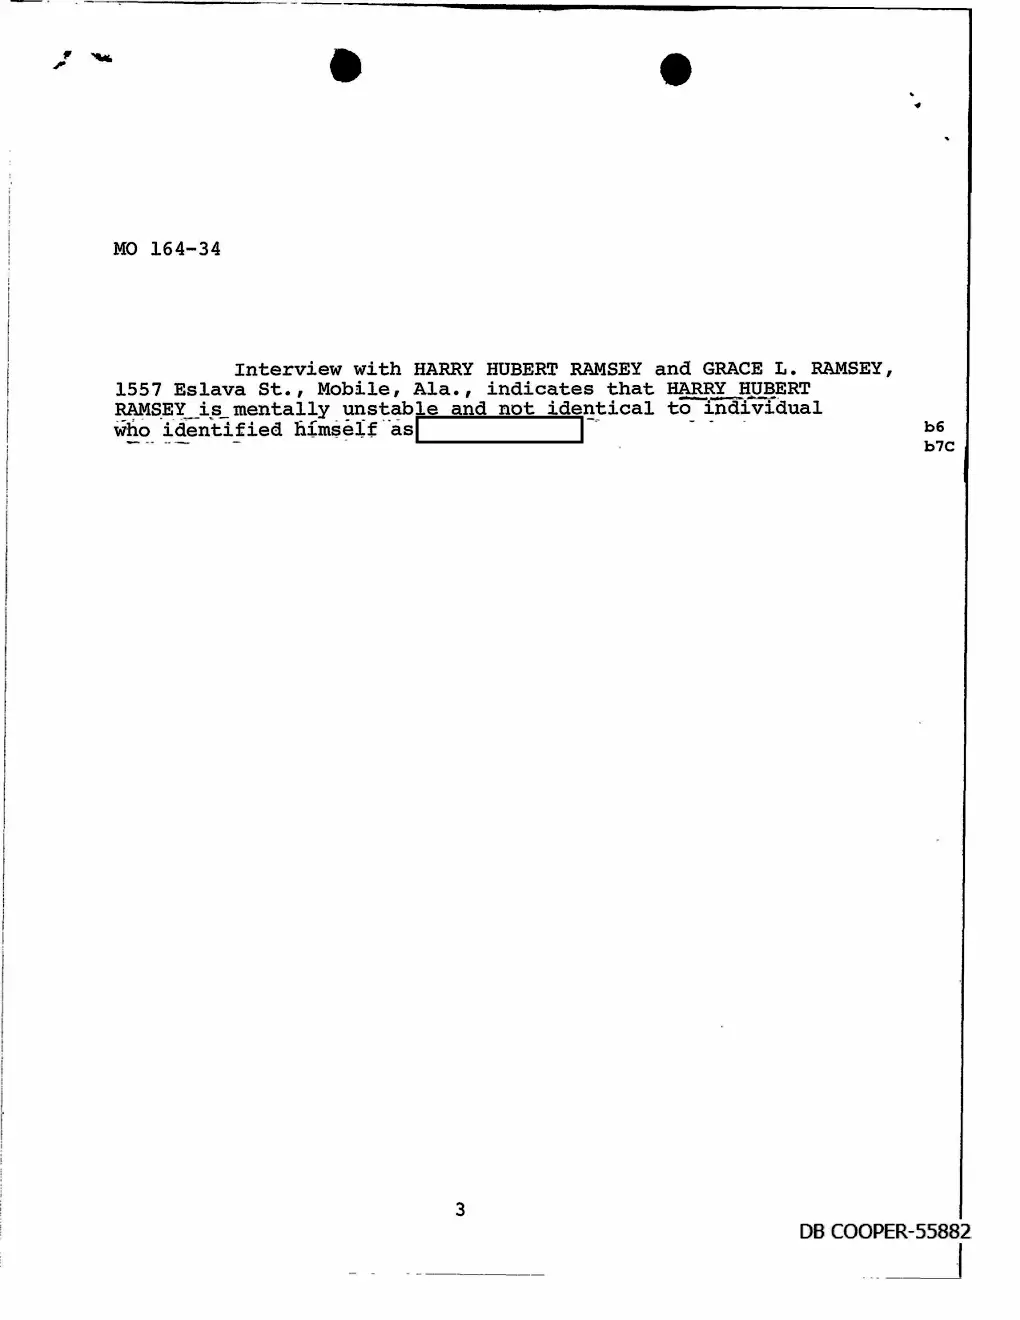 MO 164-34
Interview with HARRY HUBERT RAMSEY and GRACE L. RAMSEY,
1557 Eslava St., Mobile, Ala., indicates that HARRY HUBERT
RAMSEY is mentally unstable and not identical to individual
who identified himself as
b6
b7C
3
DB COOPER-55882